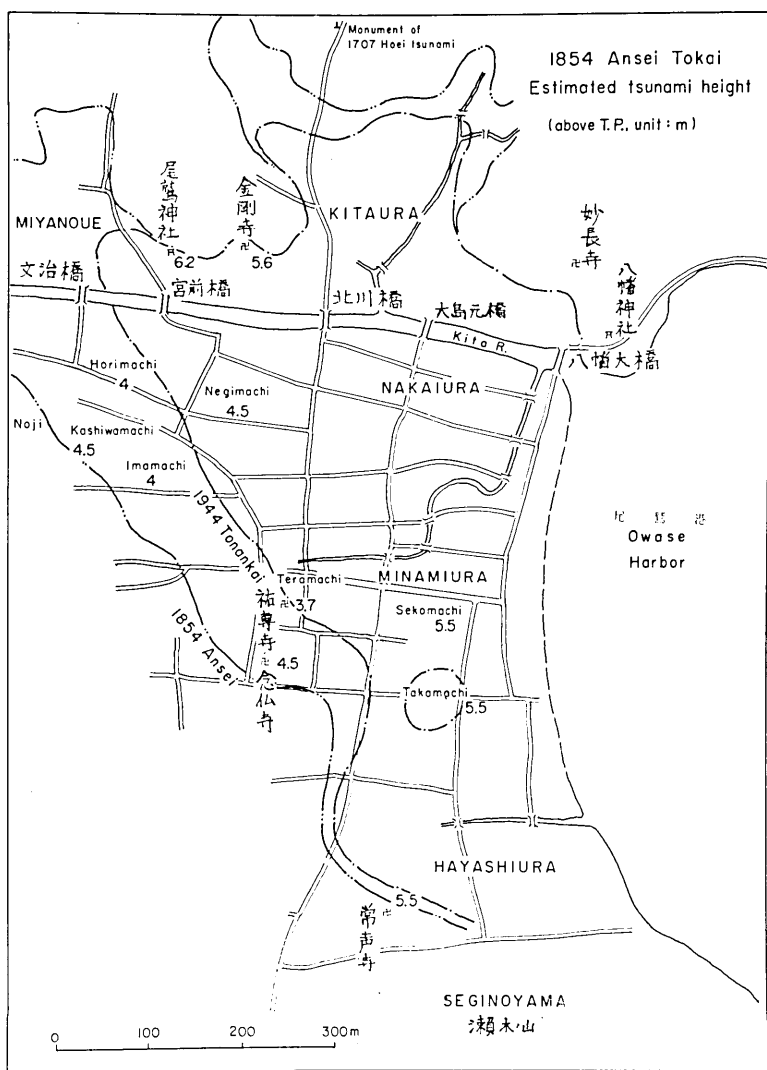 Monument of
1707 Hoei tsunami
1854 Ansei Tokai
Estimated tsunami height
(above T.P., unit : m)
尾鷲神社
金剛寺
KITAURA
妙長寺
MIYANOUE
6.2
5.6
八幡神社
文治橋
宮前橋
北川橋
大島元橋
Kita R.
八幡大橋
Horimachi
4
Negimachi
4.5
NAKAIURA
Noji
Kashiwamachi
4.5
Imamachi
4
1944 Tonankai
尾鷲港
Owase
Harbor
Teramachi
MINAMIURA
祐尊寺
3.7
Sekomachi
5.5
1854 Ansei
4.5
念仏寺
Takamachi
5.5
HAYASHIURA
5.5
常声寺
SEGINOYAMA
瀬木山
0 100 200 300m